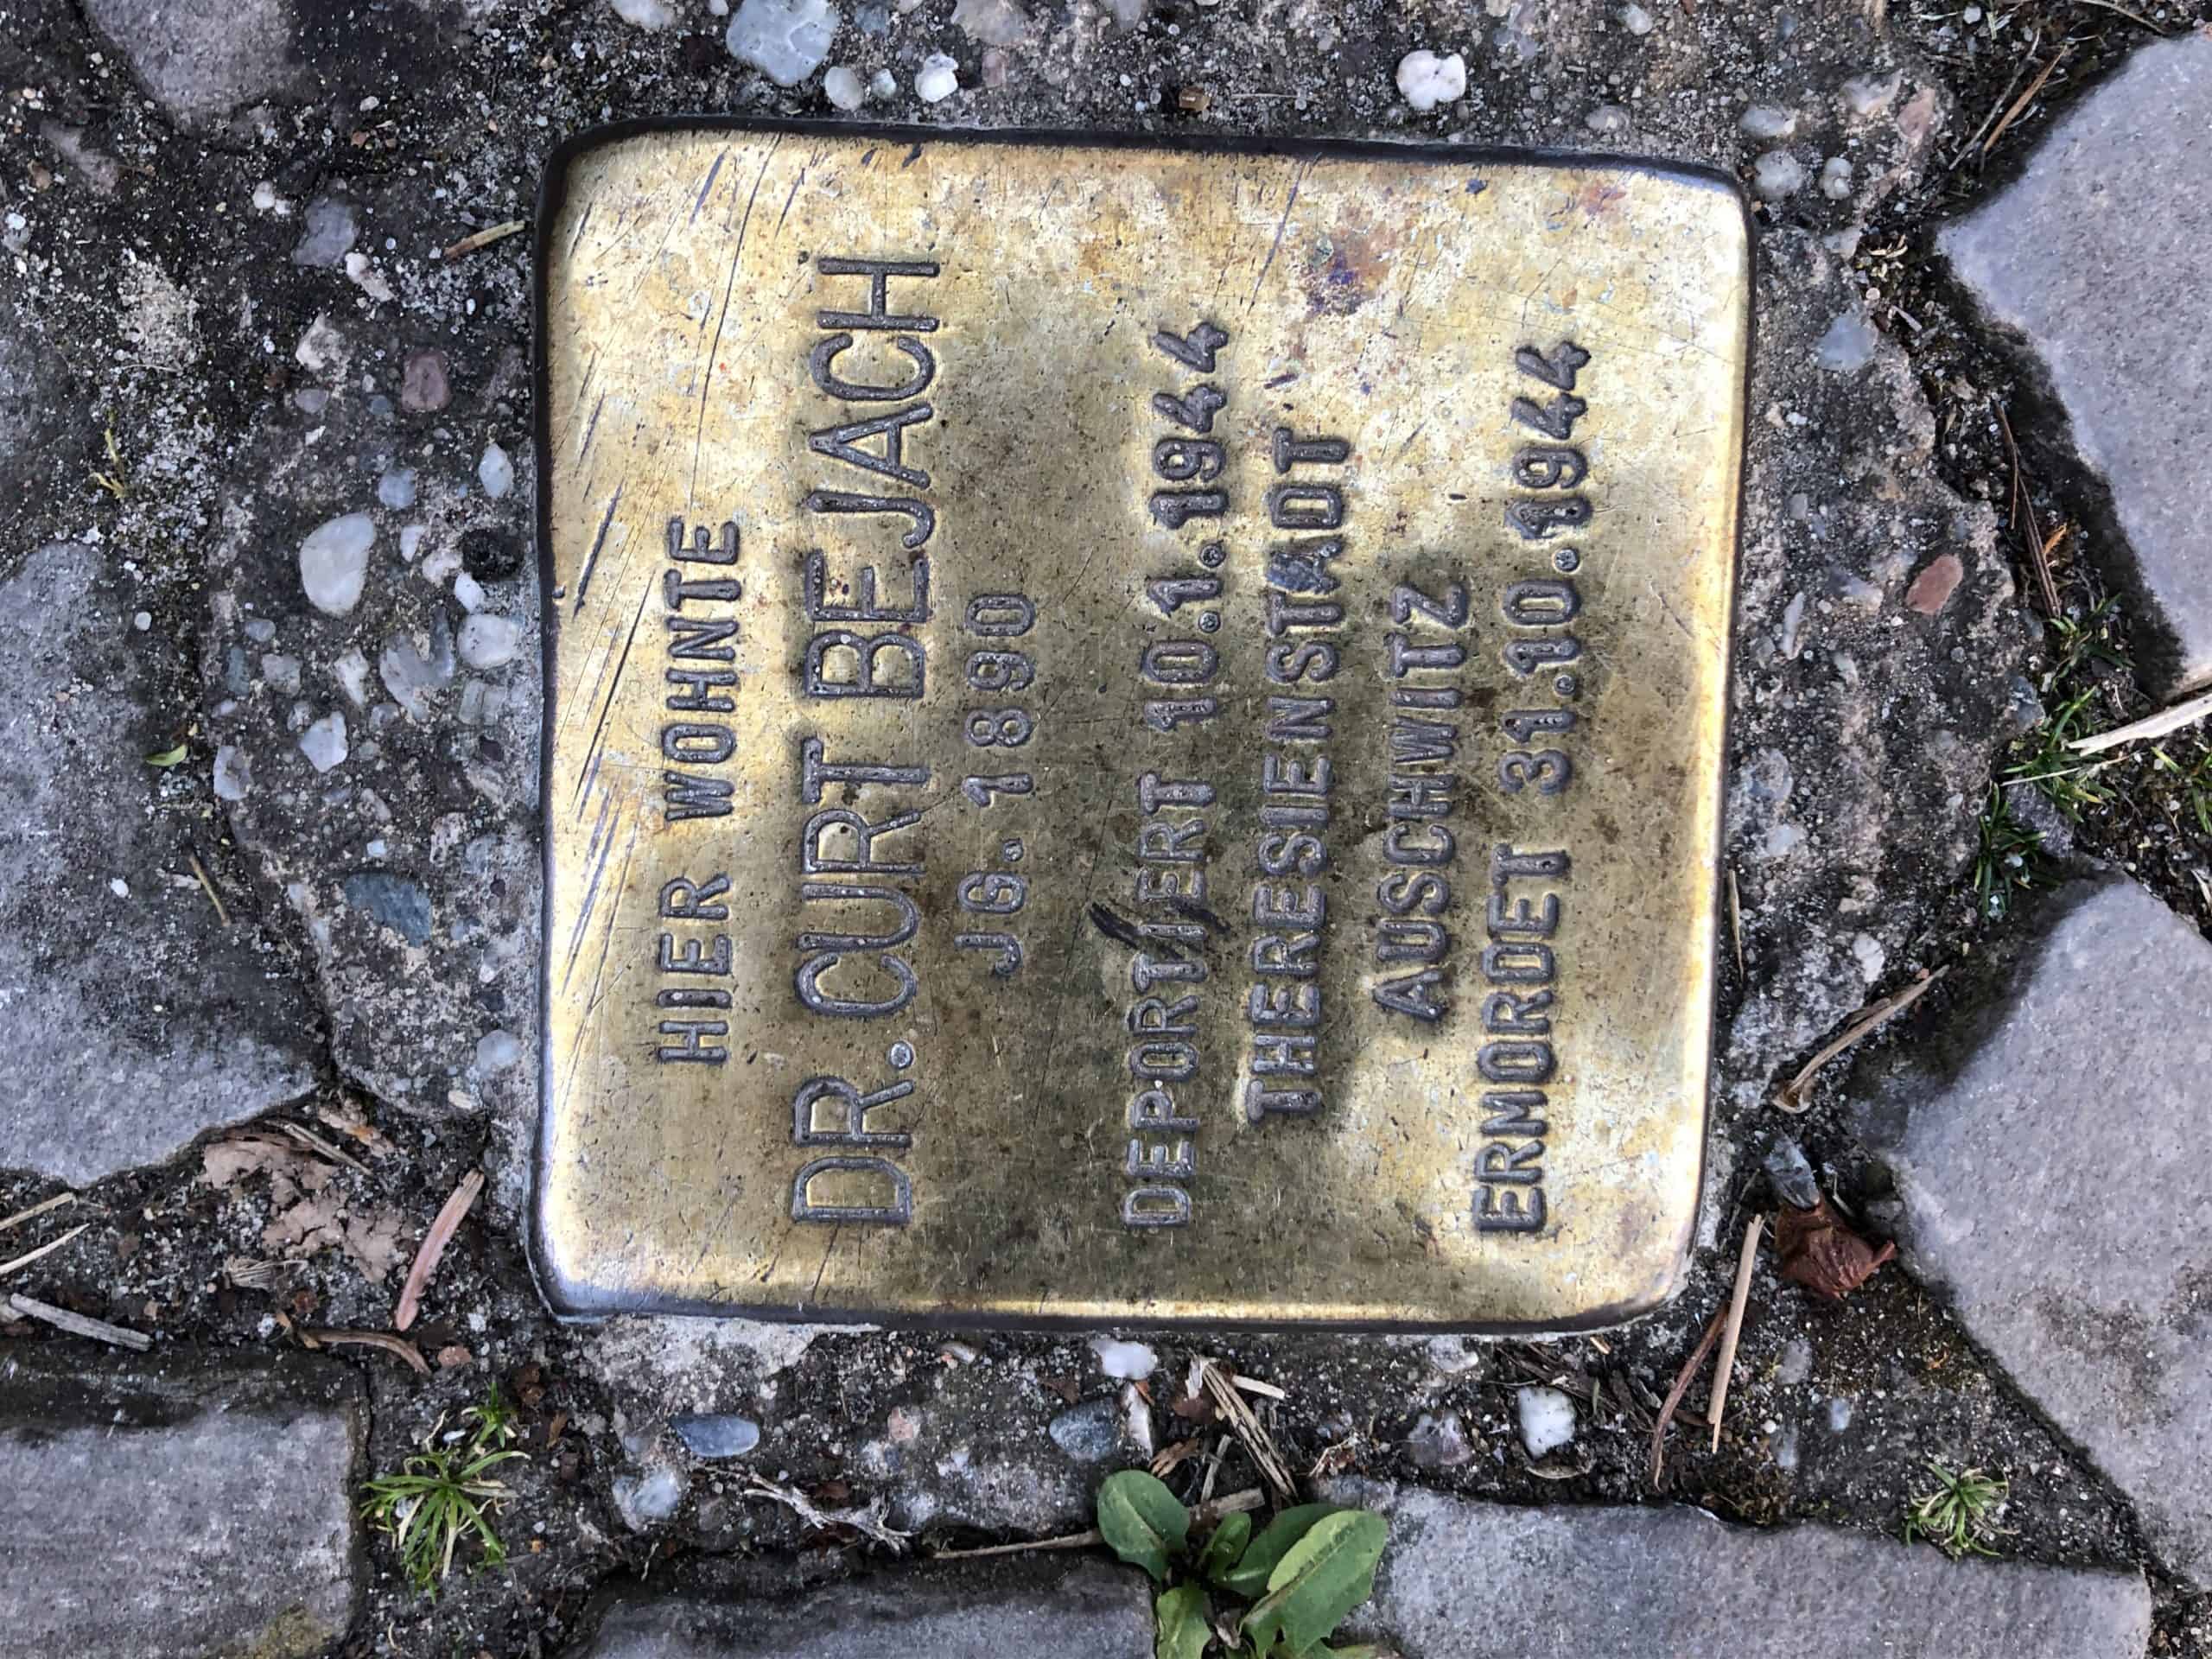 HIER WOHNTE
DR. CURT BEJACH
JG. 1890
DEPORTIERT 10.1.1944
THERESIENSTADT
AUSCHWITZ
ERMORDET 31.10.1944